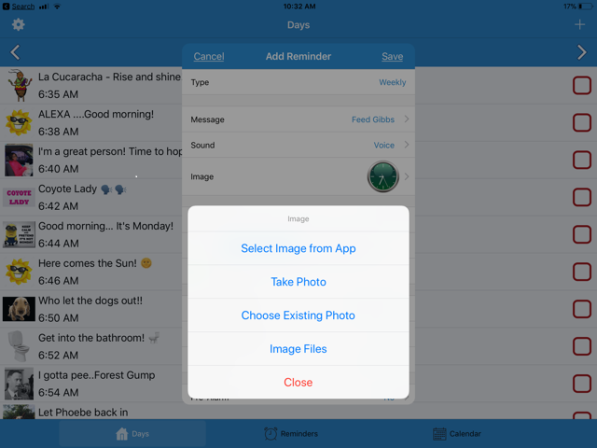 Search
10:32 AM
17%
Days
Cancel
Add Reminder
Save
Type
Weekly
Message
Feed Gibbs
Sound
Voice
Image
Image
Select Image from App
Take Photo
Choose Existing Photo
Image Files
Close
La Cucaracha - Rise and shine
6:35 AM
ALEXA ....Good morning!
6:38 AM
I'm a great person! Time to hop
6:40 AM
COYOTE
LADY
Coyote Lady
6:42 AM
Good morning... It's Monday!
6:44 AM
Here comes the Sun!
6:46 AM
Who let the dogs out!!
6:50 AM
Get into the bathroom!
6:52 AM
I gotta pee..Forest Gump
6:54 AM
Let Phoebe back in
Days
Reminders
Calendar